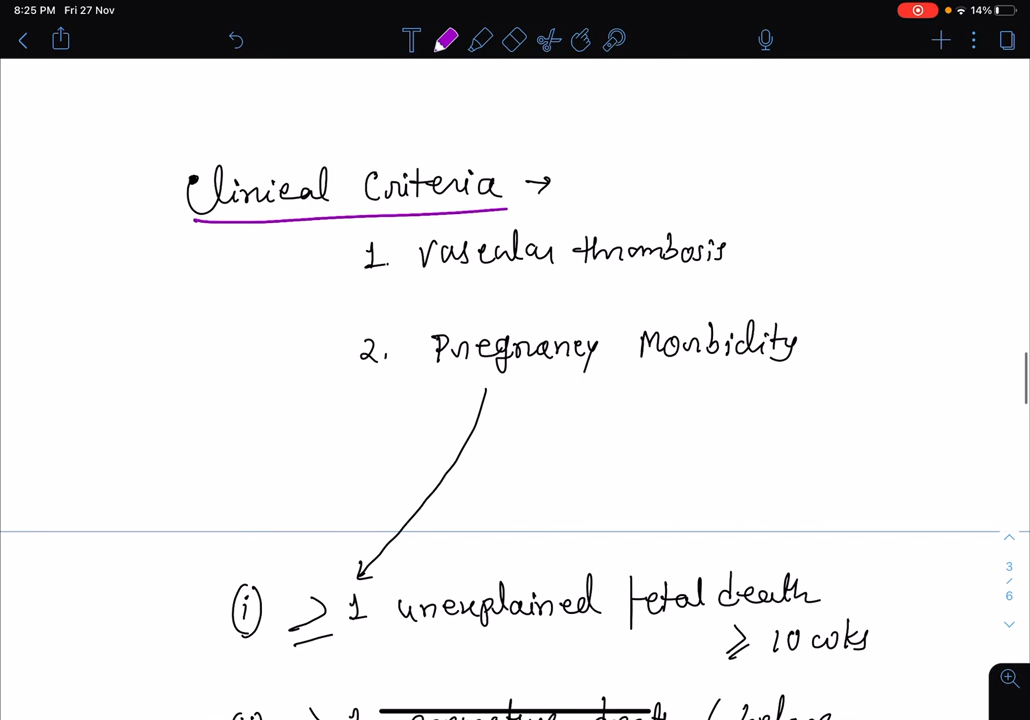 8:25 PM Fri 27 Nov
14%
Clinical Criteria →
1. Vascular thrombosis
2. Pregnancy Morbidity
3
/
6
(i) ≥ 1 unexplained fetal death
≥ 10 wks